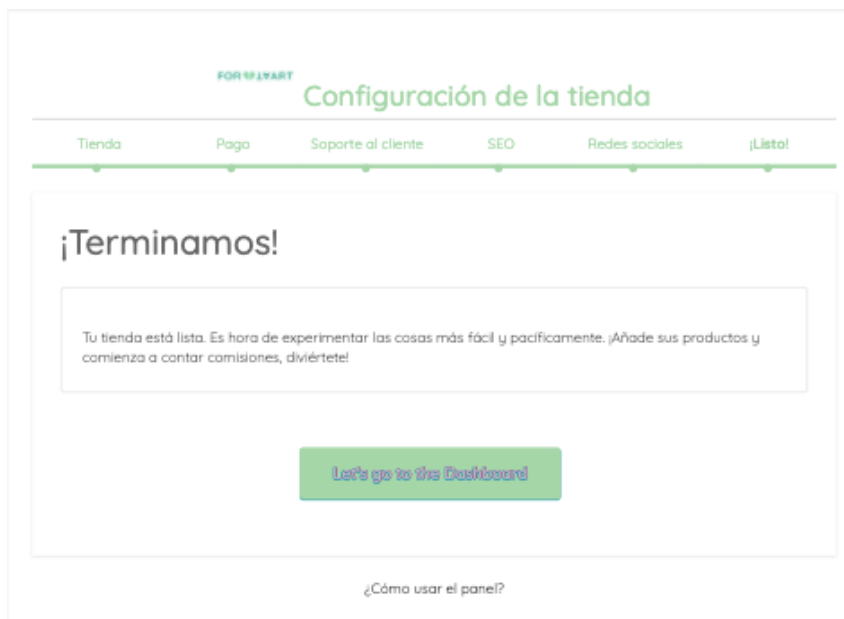 Configuración de la tienda
Tienda Pago Soporte al cliente SEO Redes sociales ¡Listo!
¡Terminamos!
Tu tienda está lista. Es hora de experimentar las cosas más fácil y pacíficamente. ¡Añade sus productos y
comienza a contar comisiones, diviértete!
Let's go to the Dashboard
¿Cómo usar el panel?